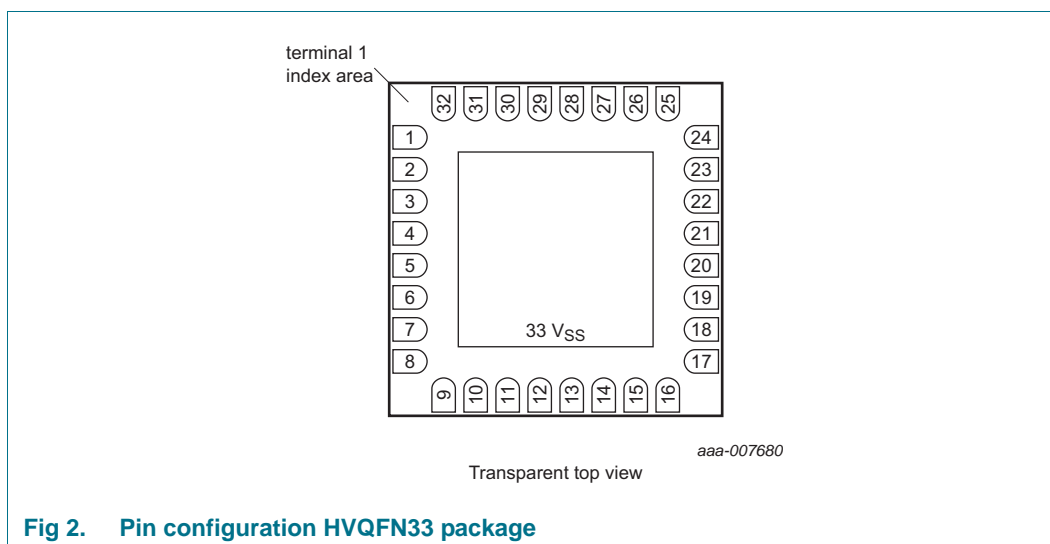 terminal 1
index area
32 31 30 29 28 27 26 25
1 24
2 23
3 22
4 21
5 20
6 19
7 18
8 17
33 VSS
9 10 11 12 13 14 15 16
aaa-007680
Transparent top view
Fig 2. Pin configuration HVQFN33 package